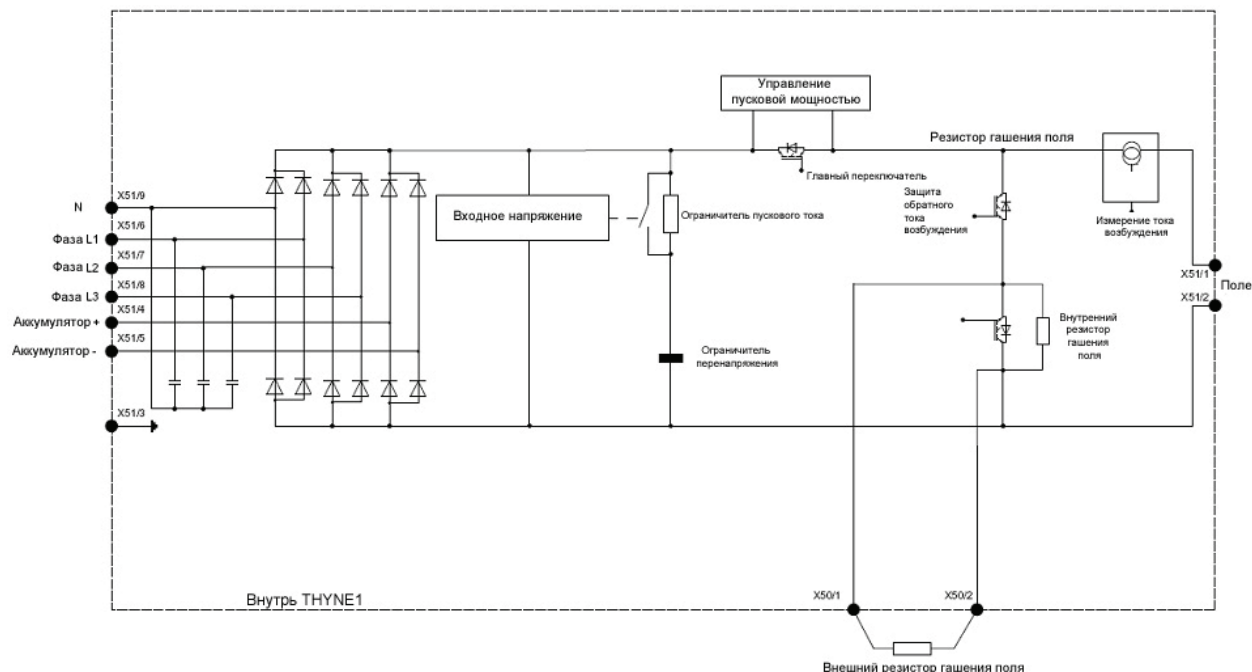 Управление
пусковой мощностью
Резистор гашения поля
Главный переключатель
Защита
обратного
тока
возбуждения
Измерение тока
возбуждения
X51/9
N
X51/6
Фаза L1
X51/7
Фаза L2
X51/8
Фаза L3
X51/4
Аккумулятор +
X51/5
Аккумулятор -
X51/3
Входное напряжение
Ограничитель пускового тока
Ограничитель
перенапряжения
X51/1
Поле
X51/2
Внутренний
резистор
гашения
поля
Внутрь THYNE1
X50/1
X50/2
Внешний резистор гашения поля